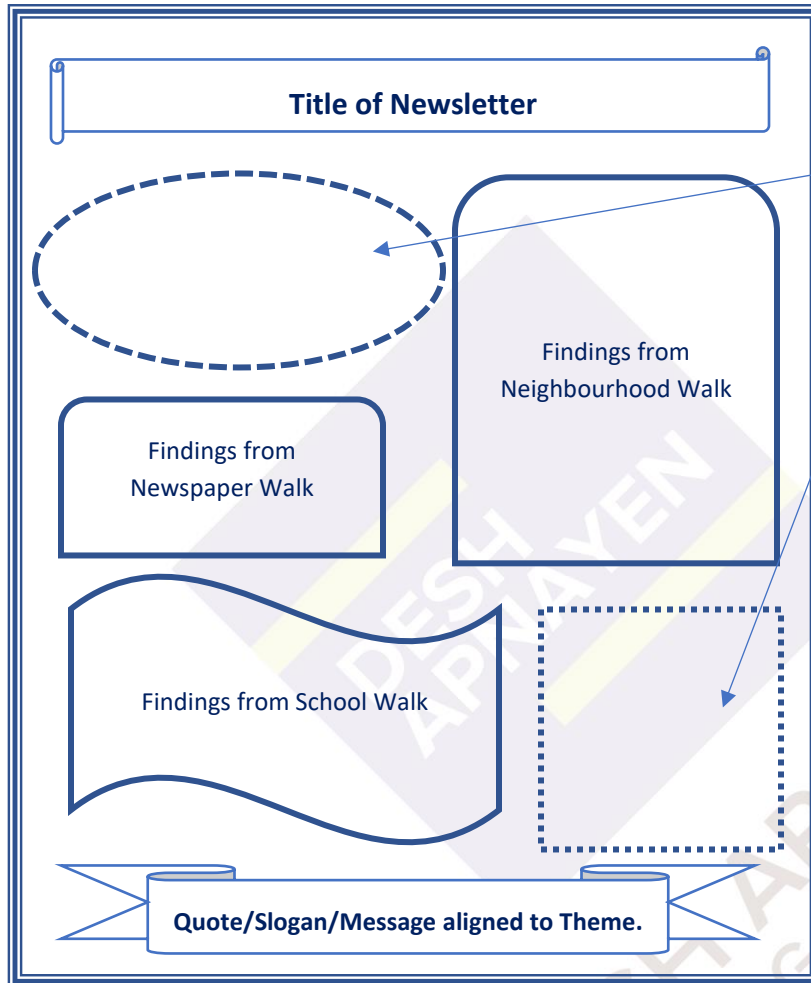 Title of Newsletter
Findings from
Neighbourhood Walk
Findings from
Newspaper Walk
Findings from School Walk
Quote/Slogan/Message aligned to Theme.
DESH
APNAYEN